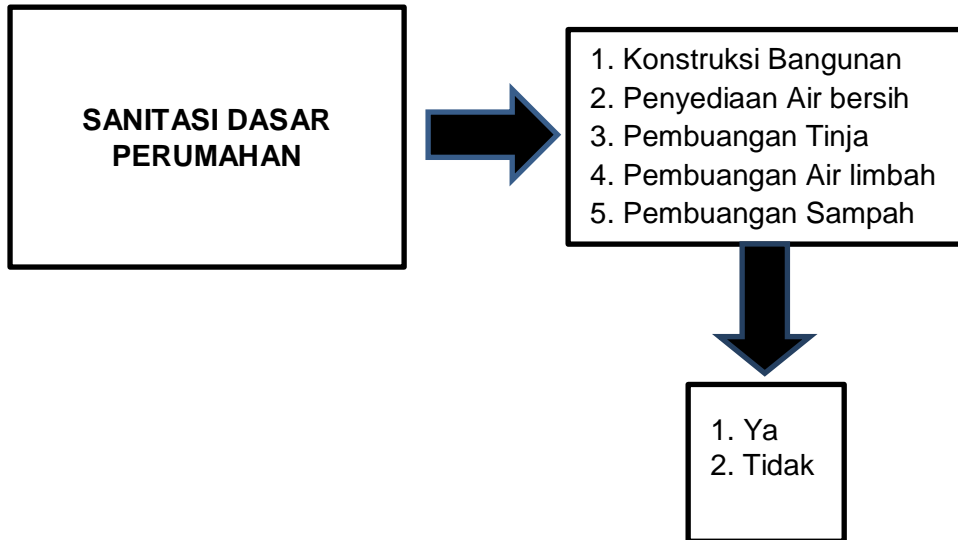 SANITASI DASAR
PERUMAHAN
1. Konstruksi Bangunan
2. Penyediaan Air bersih
3. Pembuangan Tinja
4. Pembuangan Air limbah
5. Pembuangan Sampah
1. Ya
2. Tidak